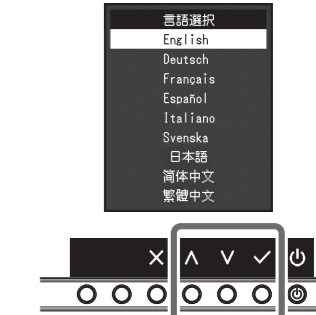 言語選択
English
Deutsch
Français
Español
Italiano
Svenska
日本語
简体中文
繁體中文